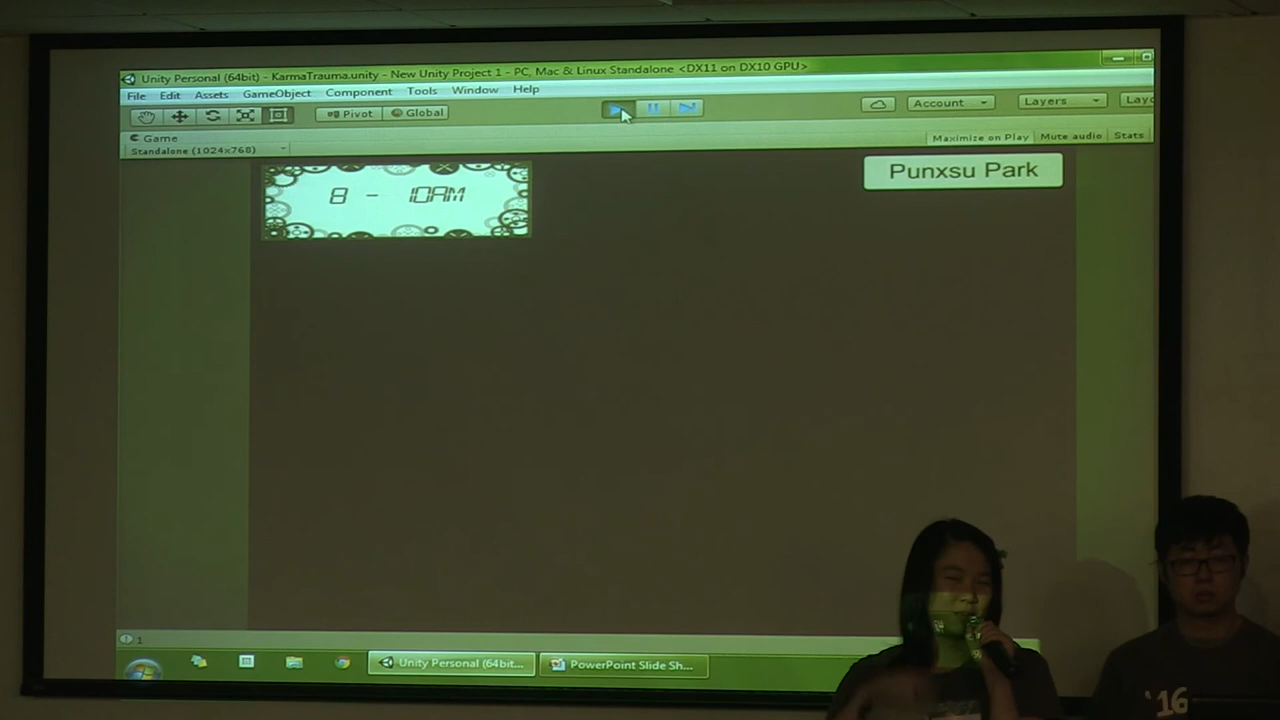 Unity Personal (64bit) - KarmaTrauma.unity - New Unity Project 1 - PC, Mac & Linux Standalone <DX11 on DX10 GPU>
File Edit Assets GameObject Component Tools Window Help
Pivot Global Account Layers Layo
Game
Standalone (1024x768) Maximize on Play Mute audio Stats
8 - 10AM
Punxsu Park
1
Unity Personal (64bit... PowerPoint Slide Sh...
'16